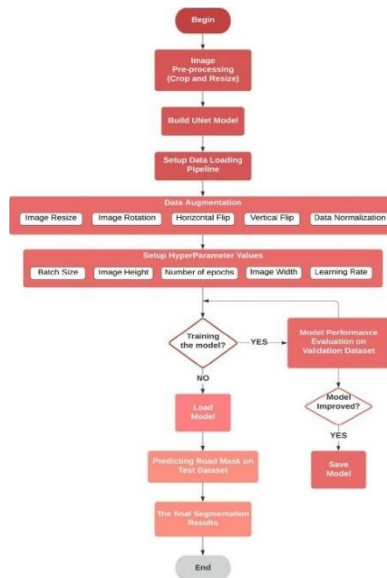 Begin
Image
Pre-processing
(Crop and Resize)
Build UNet Model
Setup Data Loading
Pipeline
Data Augmentation
Image Resize
Image Rotation
Horizontal Flip
Vertical Flip
Data Normalization
Setup HyperParameter Values
Batch Size
Image Height
Number of epochs
Image Width
Learning Rate
Training
the model?
YES
Model Performance
Evaluation on
Validation Dataset
NO
Model
Improved?
Load
Model
YES
Save
Model
Predicting Road Mask on
Test Dataset
The final Segmentation
Results
End